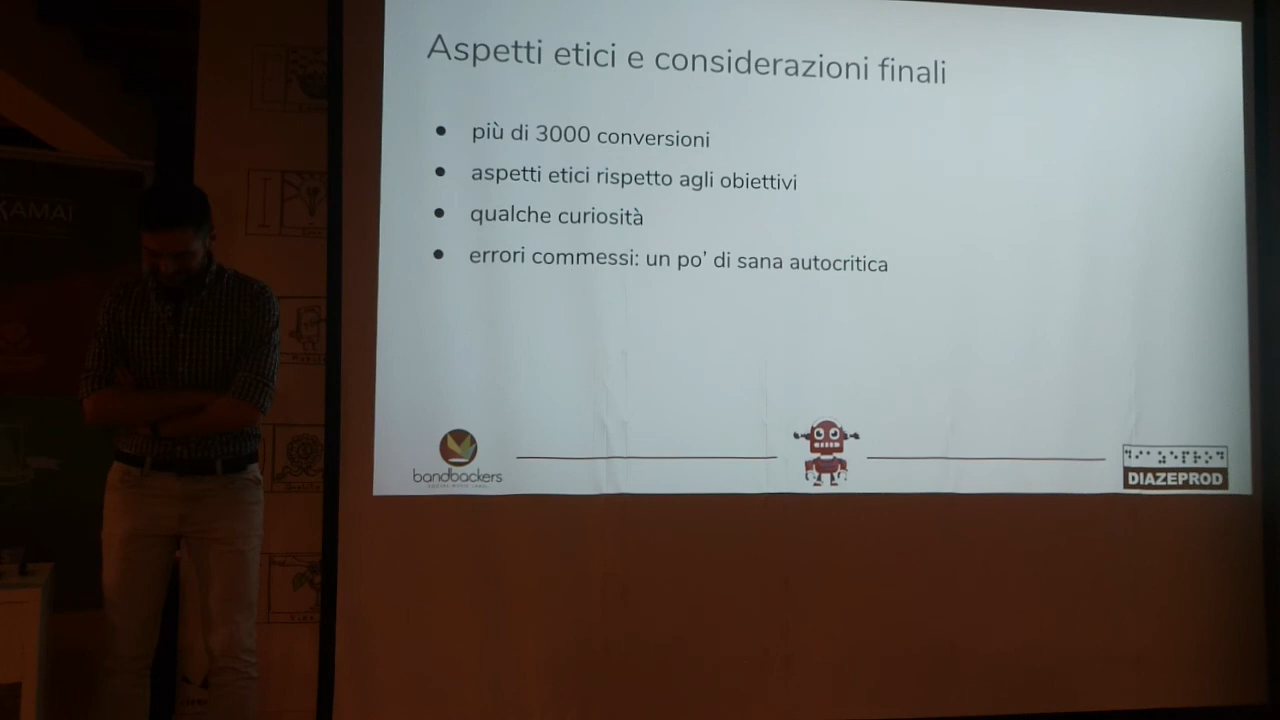 Aspetti etici e considerazioni finali
• più di 3000 conversioni
• aspetti etici rispetto agli obiettivi
• qualche curiosità
• errori commessi: un po’ di sana autocritica
bandbackers
DIAZEPROD